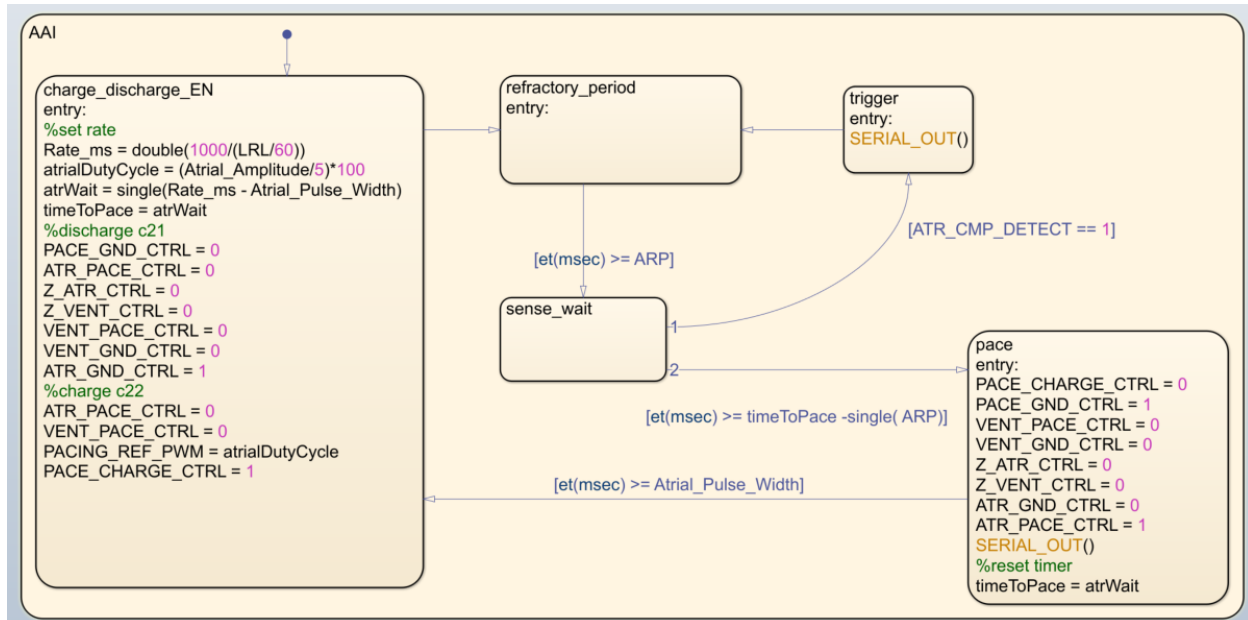 AAI
charge_discharge_EN
entry:
%set rate
Rate_ms = double(1000/(LRL/60))
atrialDutyCycle = (Atrial_Amplitude/5)*100
atrWait = single(Rate_ms - Atrial_Pulse_Width)
timeToPace = atrWait
%discharge c21
PACE_GND_CTRL = 0
ATR_PACE_CTRL = 0
Z_ATR_CTRL = 0
Z_VENT_CTRL = 0
VENT_PACE_CTRL = 0
VENT_GND_CTRL = 0
ATR_GND_CTRL = 1
%charge c22
ATR_PACE_CTRL = 0
VENT_PACE_CTRL = 0
PACING_REF_PWM = atrialDutyCycle
PACE_CHARGE_CTRL = 1
refractory_period
entry:
trigger
entry:
SERIAL_OUT()
[ATR_CMP_DETECT == 1]
[et(msec) >= ARP]
sense_wait
1
2
[et(msec) >= timeToPace -single( ARP)]
[et(msec) >= Atrial_Pulse_Width]
pace
entry:
PACE_CHARGE_CTRL = 0
PACE_GND_CTRL = 1
VENT_PACE_CTRL = 0
VENT_GND_CTRL = 0
Z_ATR_CTRL = 0
Z_VENT_CTRL = 0
ATR_GND_CTRL = 0
ATR_PACE_CTRL = 1
SERIAL_OUT()
%reset timer
timeToPace = atrWait